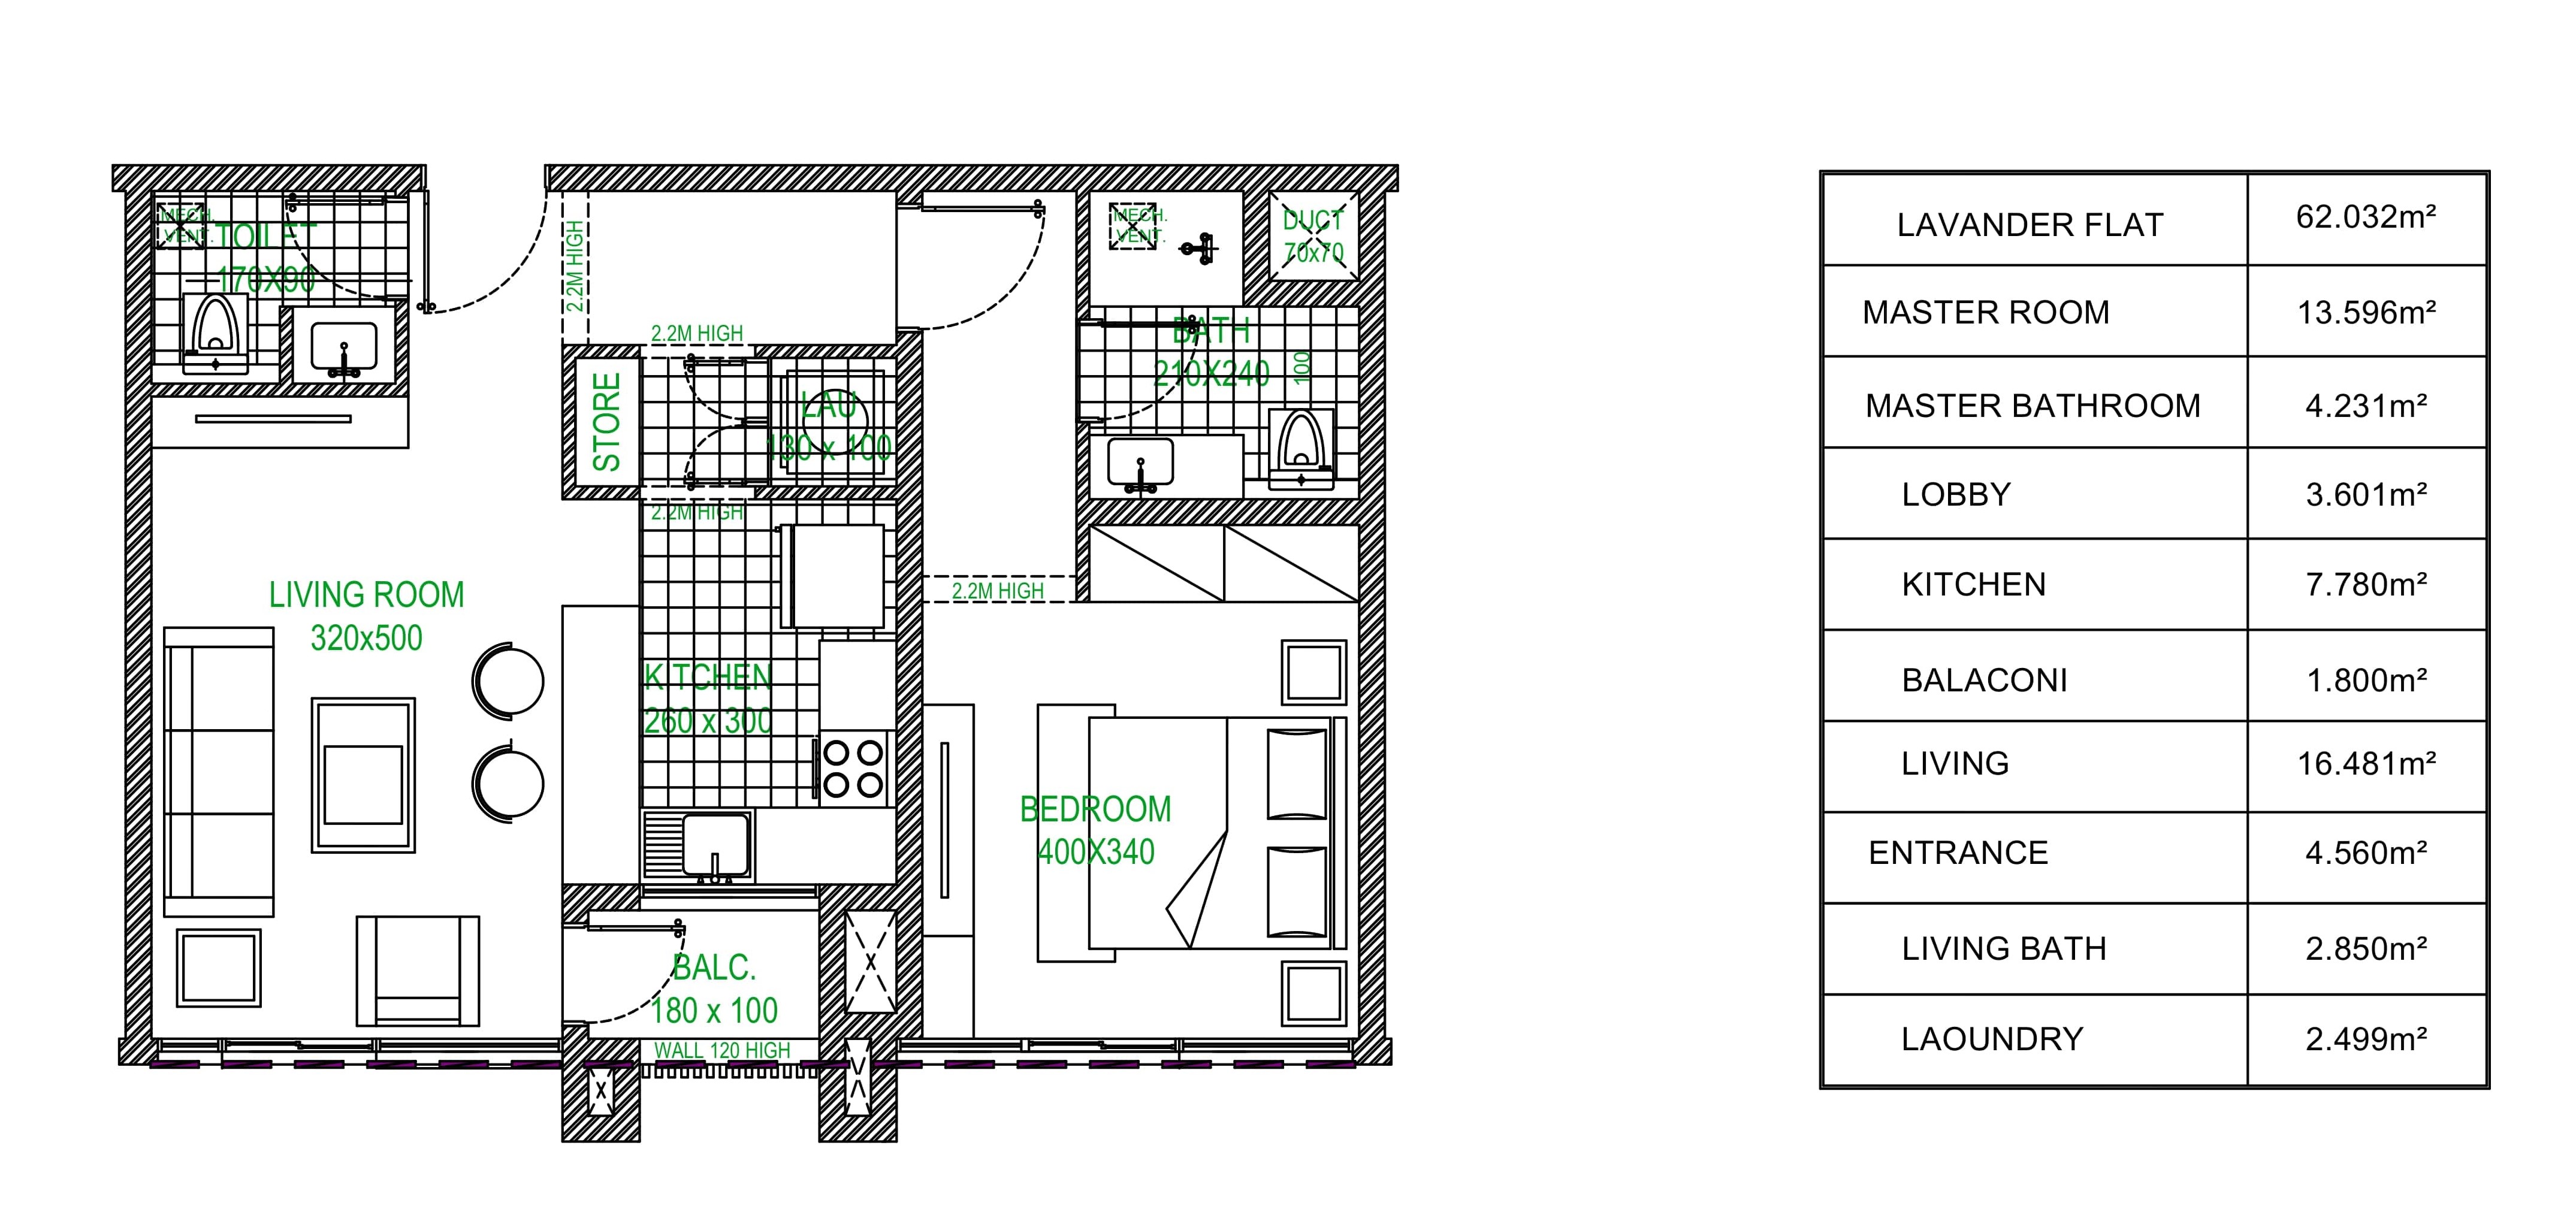 MECH.
VENT.
TOILET
170X90
2.2M HIGH
MECH.
VENT.
DUCT
70x70
2.2M HIGH
BATH
210X240
100
STORE
LAU
130 x 100
2.2M HIGH
2.2M HIGH
LIVING ROOM
320x500
KITCHEN
260 x 300
BEDROOM
400X340
BALC.
180 x 100
WALL 120 HIGH
LAVANDER FLAT 62.032m²
MASTER ROOM 13.596m²
MASTER BATHROOM 4.231m²
LOBBY 3.601m²
KITCHEN 7.780m²
BALACONI 1.800m²
LIVING 16.481m²
ENTRANCE 4.560m²
LIVING BATH 2.850m²
LAOUNDRY 2.499m²